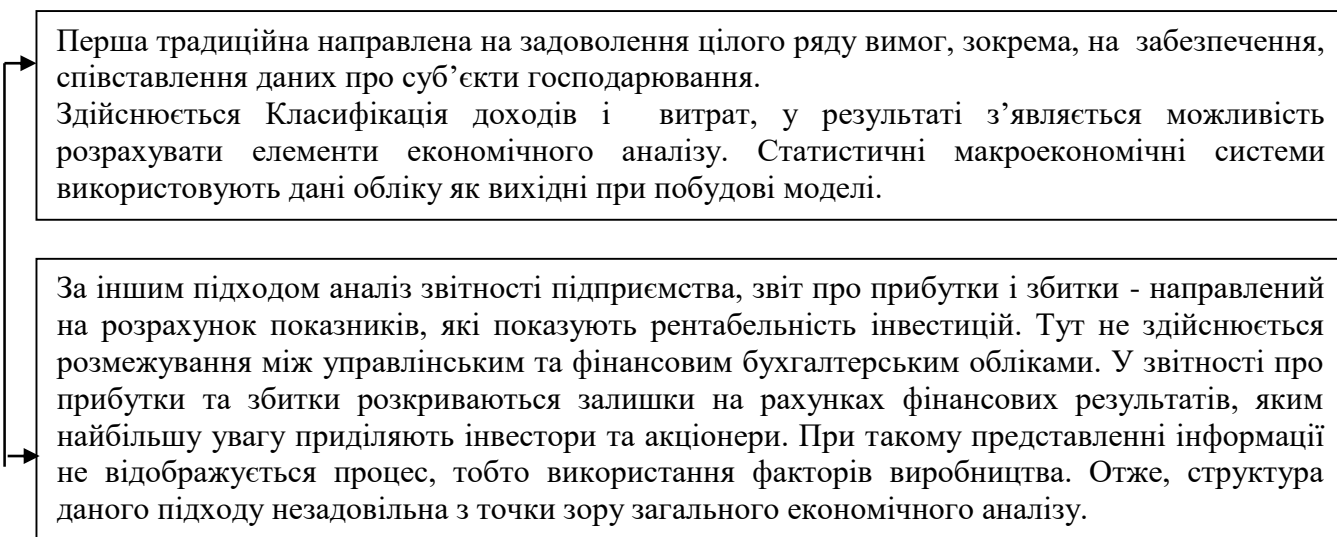 Перша традиційна направлена на задоволення цілого ряду вимог, зокрема, на забезпечення,
співставлення даних про суб’єкти господарювання.
Здійснюється Класифікація доходів і витрат, у результаті з’являється можливість
розрахувати елементи економічного аналізу. Статистичні макроекономічні системи
використовують дані обліку як вихідні при побудові моделі.
За іншим підходом аналіз звітності підприємства, звіт про прибутки і збитки - направлений
на розрахунок показників, які показують рентабельність інвестицій. Тут не здійснюється
розмежування між управлінським та фінансовим бухгалтерським обліками. У звітності про
прибутки та збитки розкриваються залишки на рахунках фінансових результатів, яким
найбільшу увагу приділяють інвестори та акціонери. При такому представленні інформації
не відображується процес, тобто використання факторів виробництва. Отже, структура
даного підходу незадовільна з точки зору загального економічного аналізу.